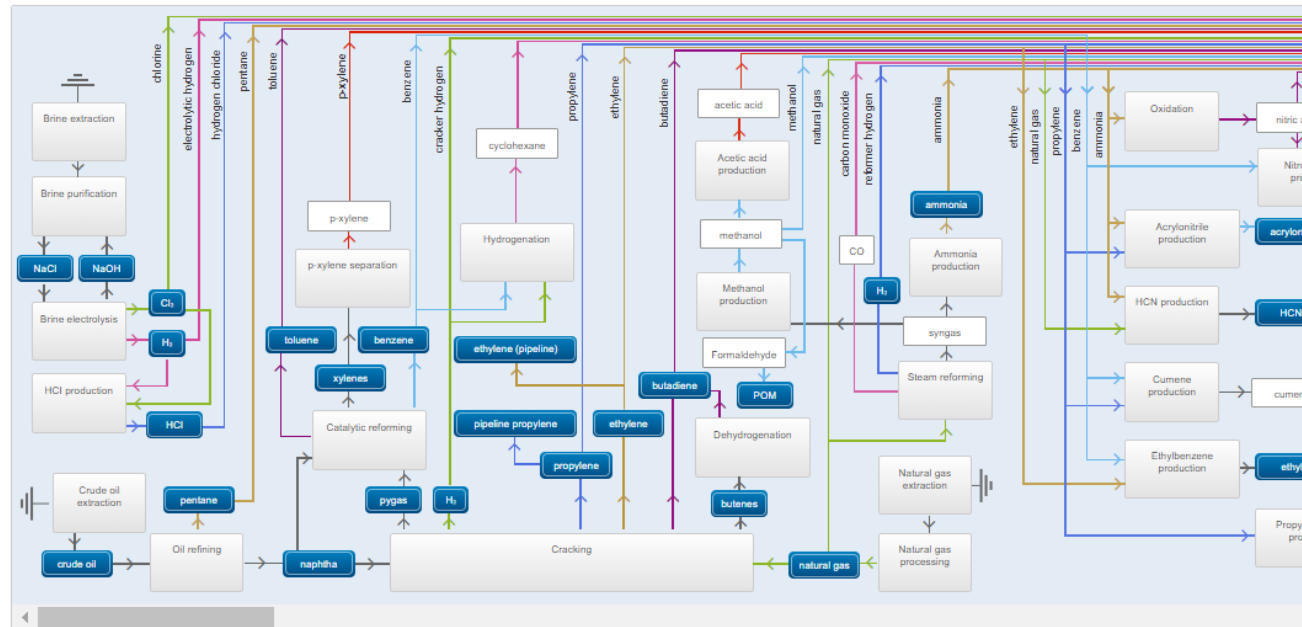 chlorine
electrolytic hydrogen
hydrogen chloride
pentane
toluene
p-xylene
benzene
cracker hydrogen
propylene
ethylene
butadiene
methanol
natural gas
carbon monoxide
reformer hydrogen
ammonia
ethylene
natural gas
propylene
benzene
ammonia
Brine extraction
Brine purification
NaCl
NaOH
Brine electrolysis
Cl₂
H₂
HCl production
HCl
Crude oil
extraction
crude oil
pentane
Oil refining
naphtha
toluene
p-xylene
p-xylene separation
benzene
xylenes
Catalytic reforming
pygas
H₂
cyclohexane
Hydrogenation
ethylene (pipeline)
pipeline propylene
propylene
ethylene
Cracking
butadiene
acetic acid
Acetic acid
production
methanol
Methanol
production
Formaldehyde
POM
Dehydrogenation
butenes
natural gas
CO
H₂
ammonia
Ammonia
production
syngas
Steam reforming
Natural gas
extraction
Natural gas
processing
Oxidation
nitric
Acrylonitrile
production
HCN production
HCN
Cumene
production
Ethylbenzene
production